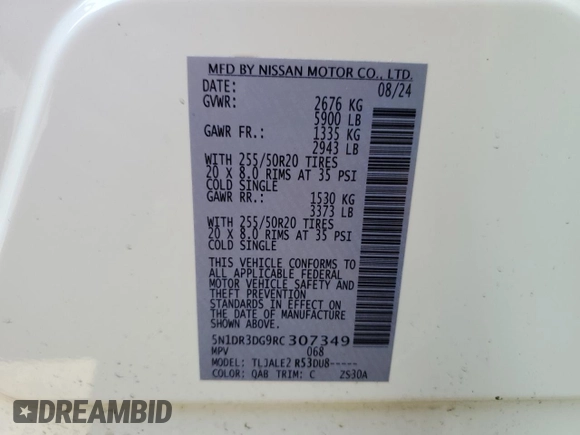 MFD BY NISSAN MOTOR CO., LTD.
DATE: 08/24
GVWR: 2676 KG
5900 LB
GAWR FR.: 1335 KG
2943 LB
WITH 255/50R20 TIRES
20 X 8.0 RIMS AT 35 PSI
COLD SINGLE
GAWR RR.: 1530 KG
3373 LB
WITH 255/50R20 TIRES
20 X 8.0 RIMS AT 35 PSI
COLD SINGLE
THIS VEHICLE CONFORMS TO
ALL APPLICABLE FEDERAL
MOTOR VEHICLE SAFETY AND
THEFT PREVENTION
STANDARDS IN EFFECT ON
THE DATE OF MANUFACTURE
SHOWN ABOVE.
5N1DR3DG9RC307349
MPV 068
MODEL: TLJALE2 R53DU8-----
COLOR: QAB TRIM: C ZS30A
DREAMBID